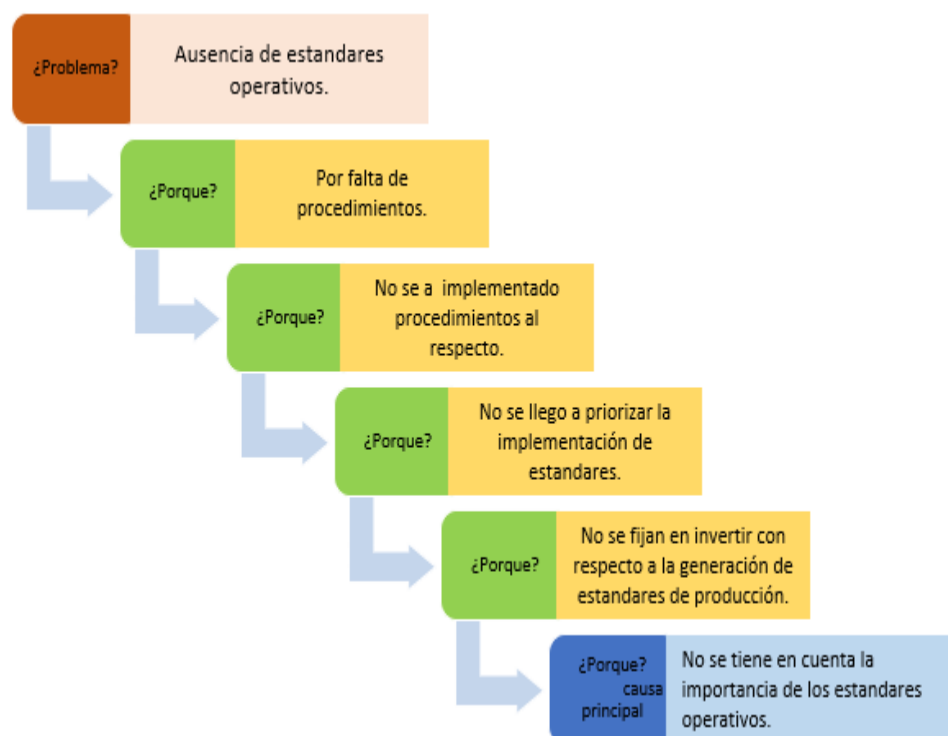 ¿Problema?
Ausencia de estandares
operativos.
¿Porque?
Por falta de
procedimientos.
¿Porque?
No se a implementado
procedimientos al
respecto.
¿Porque?
No se llego a priorizar la
implementación de
estandares.
¿Porque?
No se fijan en invertir con
respecto a la generación de
estandares de producción.
¿Porque?
causa
principal
No se tiene en cuenta la
importancia de los estandares
operativos.